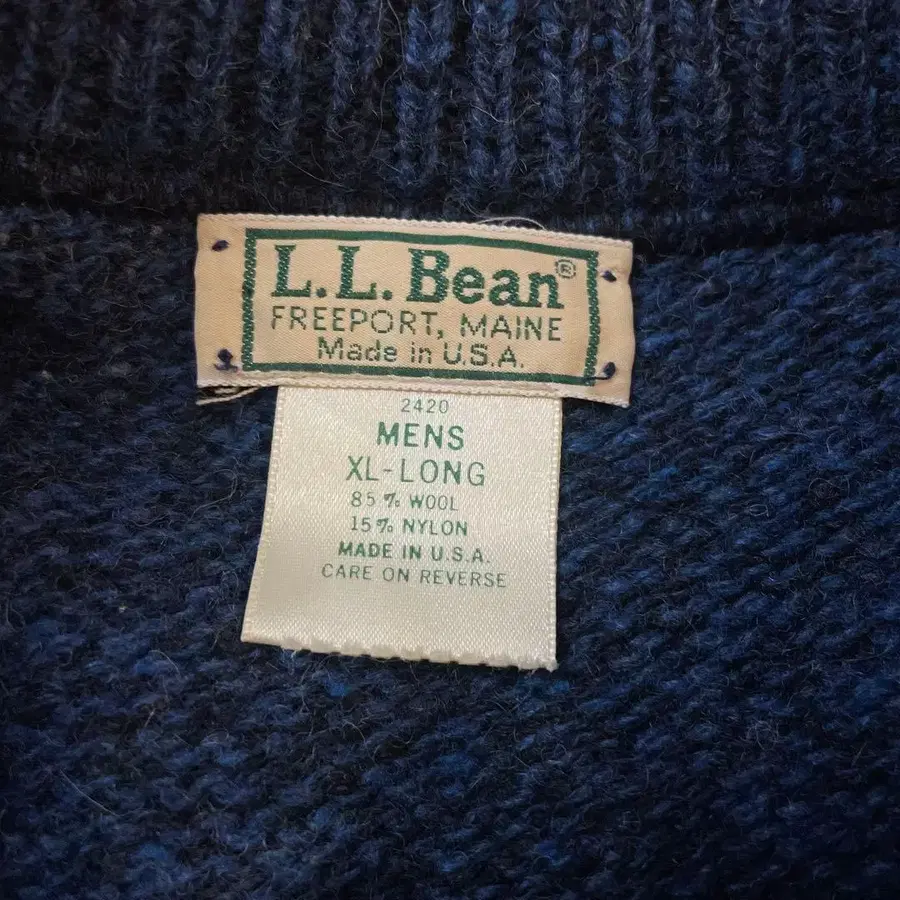 L.L. Bean®
FREEPORT, MAINE
Made in U.S.A.
2420
MENS
XL-LONG
85% WOOL
15% NYLON
MADE IN U.S.A.
CARE ON REVERSE